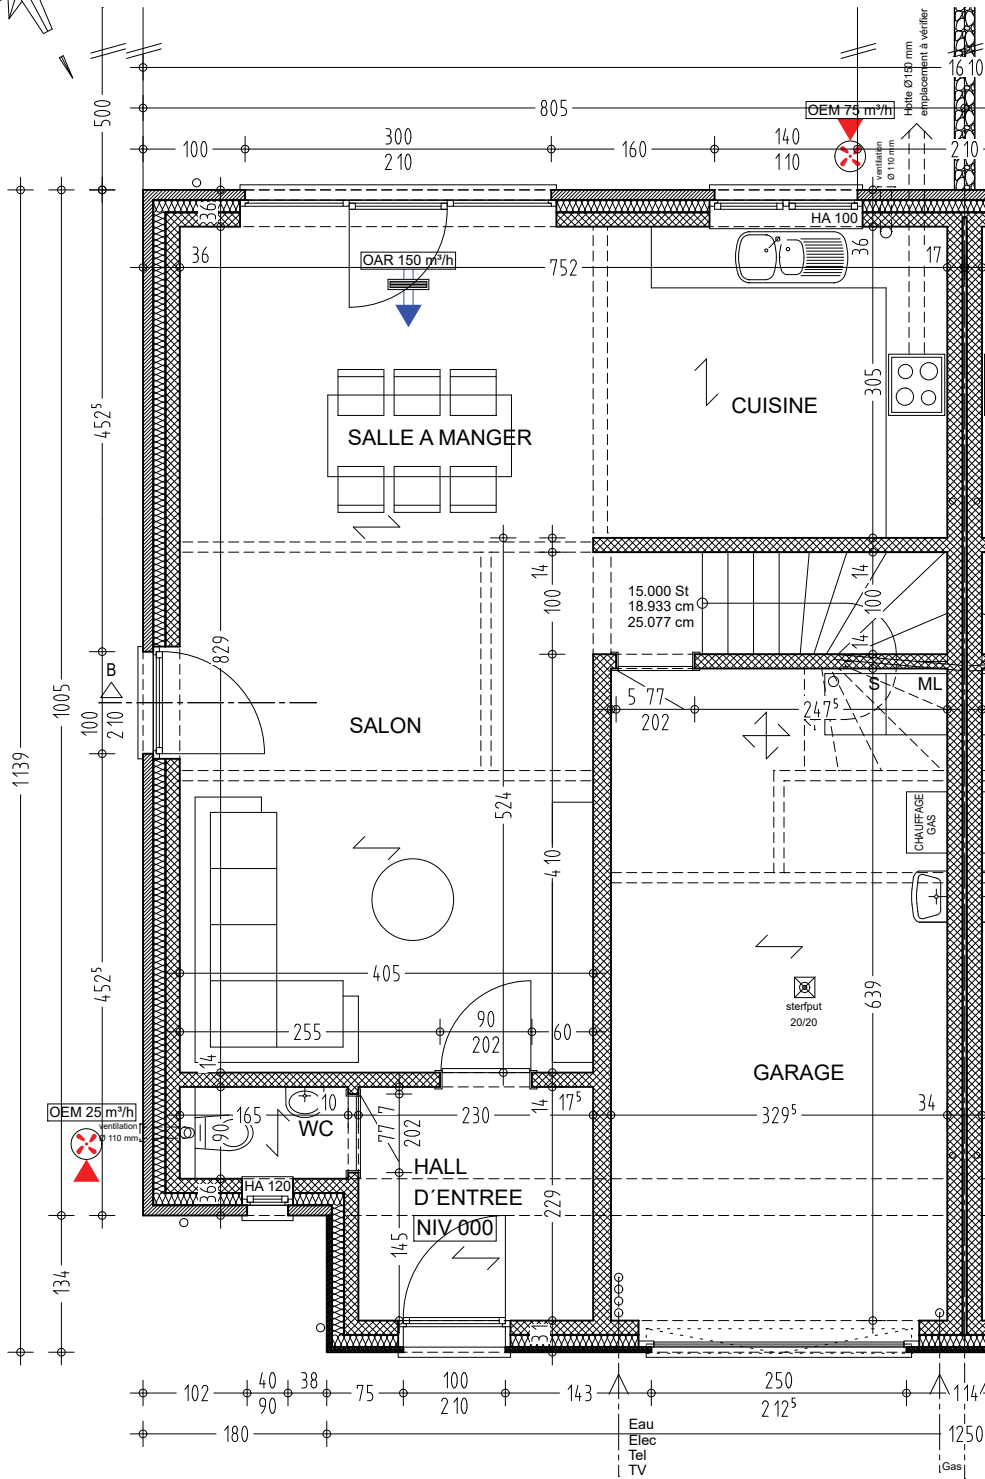 500
16 10
805
Hotte Ø150 mm
emplacement à vérifier
OEM 75 m³/h
100
300
210
160
140
110
210
ventilation
Ø 110 mm
36
HA 100
36
36
OAR 150 m³/h
752
17
452⁵
305
CUISINE
SALLE A MANGER
14
100
15.000 St
18.933 cm
25.077 cm
14
100
14
829
B
1005
100
210
5 77
202
247⁵
S
ML
SALON
1139
524
CHAUFFAGE
GAS
410
452⁵
405
639
sterfput
20/20
255
90
202
60
14
GARAGE
OEM 25 m³/h
ventilation
Ø 110 mm
165
10
90
WC
77
202
230
14
17⁵
329⁵
34
HALL
D´ENTREE
NIV 000
HA 120
36
145
229
134
31
102
40
90
38
75
100
210
143
250
212⁵
114
180
1250
Eau
Elec
Tel
TV
Gas